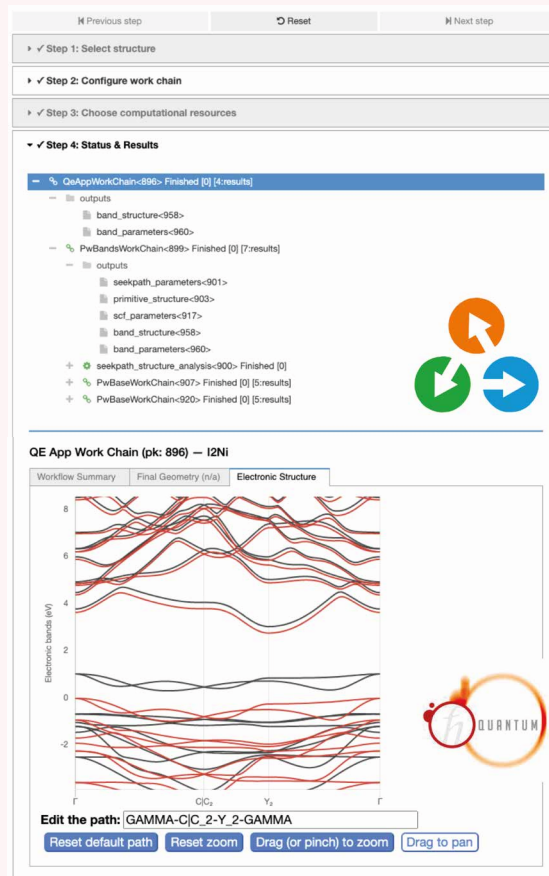 Previous step
Reset
Next step
Step 1: Select structure
Step 2: Configure work chain
Step 3: Choose computational resources
Step 4: Status & Results
QeAppWorkChain<896> Finished [0] [4:results]
outputs
band_structure<958>
band_parameters<960>
PwBandsWorkChain<899> Finished [0] [7:results]
outputs
seekpath_parameters<901>
primitive_structure<903>
scf_parameters<917>
band_structure<958>
band_parameters<960>
seekpath_structure_analysis<900> Finished [0]
PwBaseWorkChain<907> Finished [0] [5:results]
PwBaseWorkChain<920> Finished [0] [5:results]
QE App Work Chain (pk: 896) — I2Ni
Workflow Summary
Final Geometry (n/a)
Electronic Structure
Electronic bands (eV)
8
6
4
2
0
-2
Γ
C|C₂
Y₂
Γ
ħ QUANTUM
Edit the path: GAMMA-C|C_2-Y_2-GAMMA
Reset default path
Reset zoom
Drag (or pinch) to zoom
Drag to pan